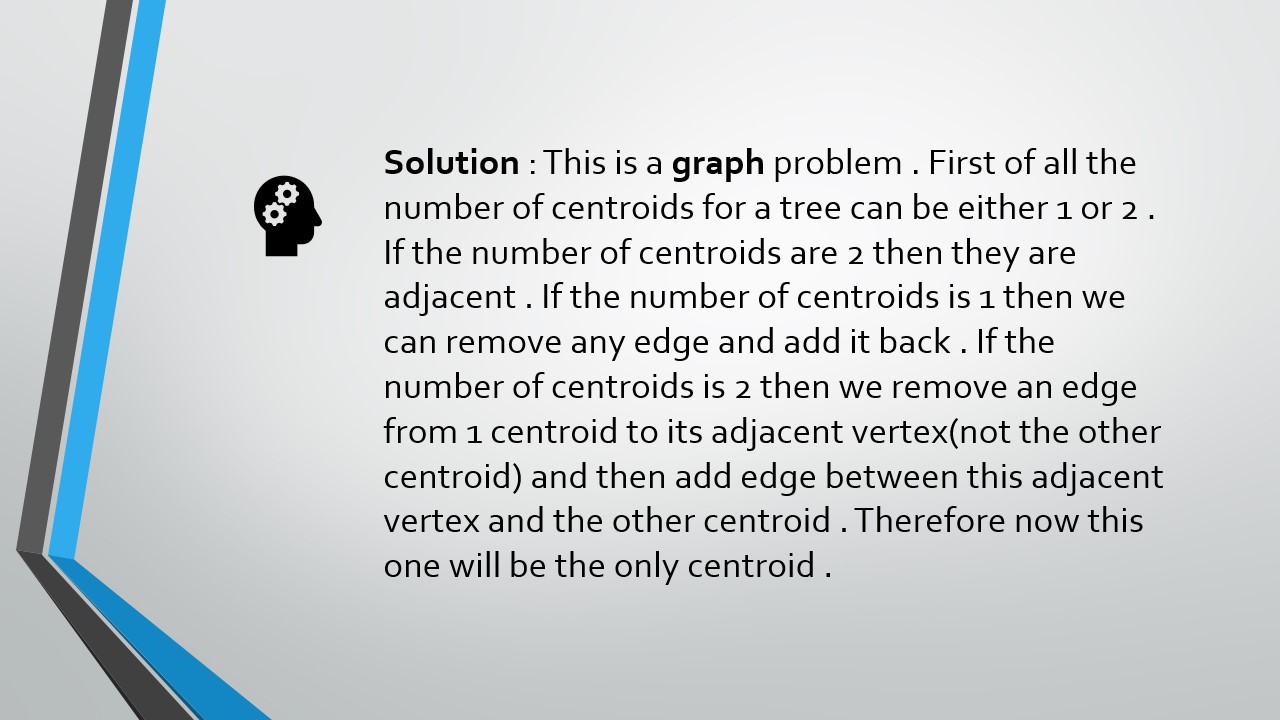 Solution : This is a graph problem . First of all the
number of centroids for a tree can be either 1 or 2 .
If the number of centroids are 2 then they are
adjacent . If the number of centroids is 1 then we
can remove any edge and add it back . If the
number of centroids is 2 then we remove an edge
from 1 centroid to its adjacent vertex(not the other
centroid) and then add edge between this adjacent
vertex and the other centroid . Therefore now this
one will be the only centroid .